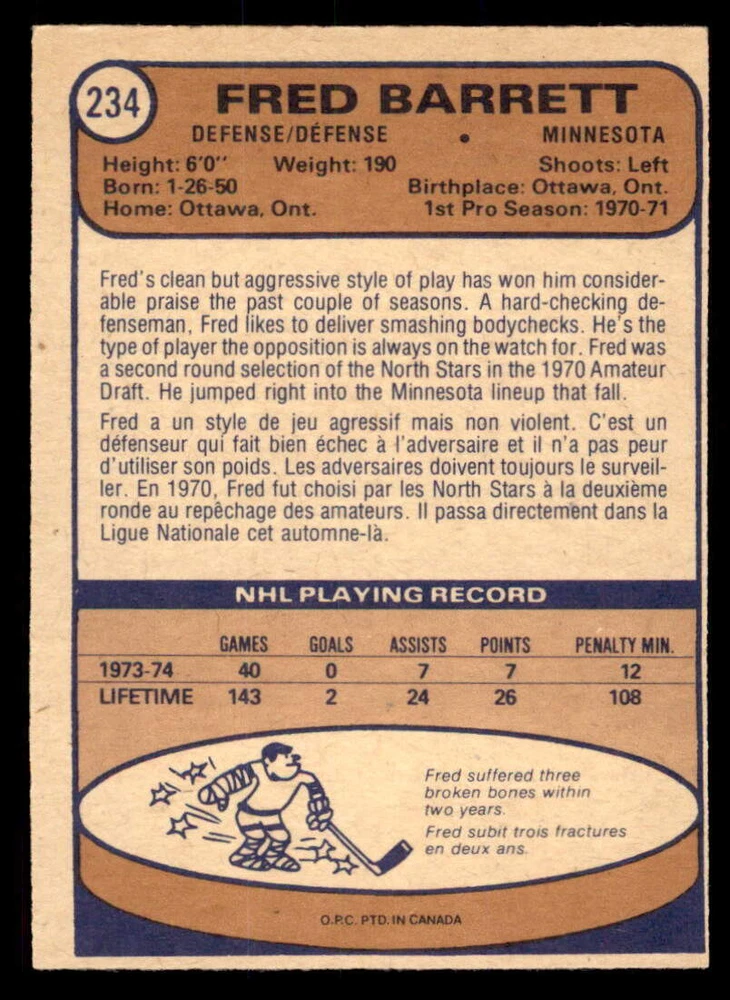 234
FRED BARRETT
DEFENSE/DÉFENSE • MINNESOTA
Height: 6'0" Weight: 190 Shoots: Left
Born: 1-26-50 Birthplace: Ottawa, Ont.
Home: Ottawa, Ont. 1st Pro Season: 1970-71
Fred's clean but aggressive style of play has won him consider-
able praise the past couple of seasons. A hard-checking de-
fenseman, Fred likes to deliver smashing bodychecks. He's the
type of player the opposition is always on the watch for. Fred was
a second round selection of the North Stars in the 1970 Amateur
Draft. He jumped right into the Minnesota lineup that fall.
Fred a un style de jeu agressif mais non violent. C'est un
défenseur qui fait bien échec à l'adversaire et il n'a pas peur
d'utiliser son poids. Les adversaires doivent toujours le surveil-
ler. En 1970, Fred fut choisi par les North Stars à la deuxième
ronde au repêchage des amateurs. Il passa directement dans la
Ligue Nationale cet automne-là.
NHL PLAYING RECORD
GAMES GOALS ASSISTS POINTS PENALTY MIN.
1973-74 40 0 7 7 12
LIFETIME 143 2 24 26 108
Fred suffered three
broken bones within
two years.
Fred subit trois fractures
en deux ans.
O.P.C. PTD. IN CANADA